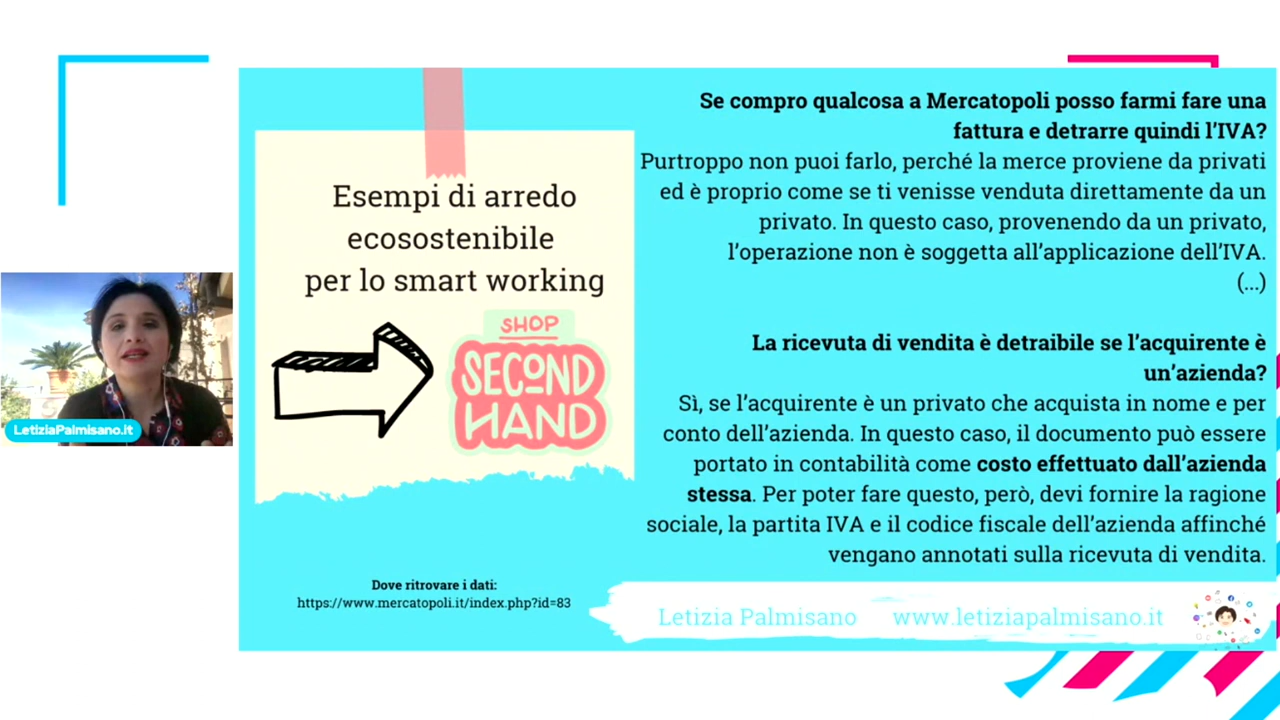 Esempi di arredo
ecosostenibile
per lo smart working
SHOP
SECOND
HAND
Dove ritrovare i dati:
https://www.mercatopoli.it/index.php?id=83
LetiziaPalmisano.it
Se compro qualcosa a Mercatopoli posso farmi fare una
fattura e detrarre quindi l’IVA?
Purtroppo non puoi farlo, perché la merce proviene da privati
ed è proprio come se ti venisse venduta direttamente da un
privato. In questo caso, provenendo da un privato,
l’operazione non è soggetta all’applicazione dell’IVA.
(...)
La ricevuta di vendita è detraibile se l’acquirente è
un’azienda?
Sì, se l’acquirente è un privato che acquista in nome e per
conto dell’azienda. In questo caso, il documento può essere
portato in contabilità come costo effettuato dall’azienda
stessa. Per poter fare questo, però, devi fornire la ragione
sociale, la partita IVA e il codice fiscale dell’azienda affinché
vengano annotati sulla ricevuta di vendita.
Letizia Palmisano www.letiziapalmisano.it